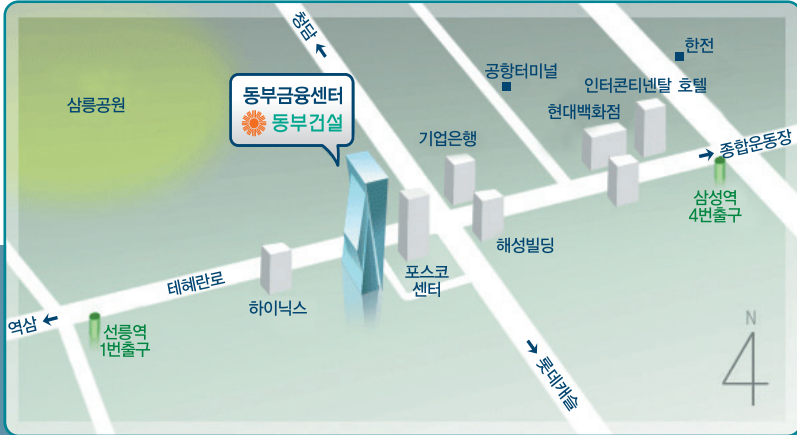 청담
한전
공항터미널
인터콘티넨탈 호텔
삼릉공원
동부금융센터
동부건설
현대백화점
기업은행
종합운동장
삼성역
4번출구
해성빌딩
포스코
센터
테헤란로
하이닉스
역삼
선릉역
1번출구
롯데캐슬
N